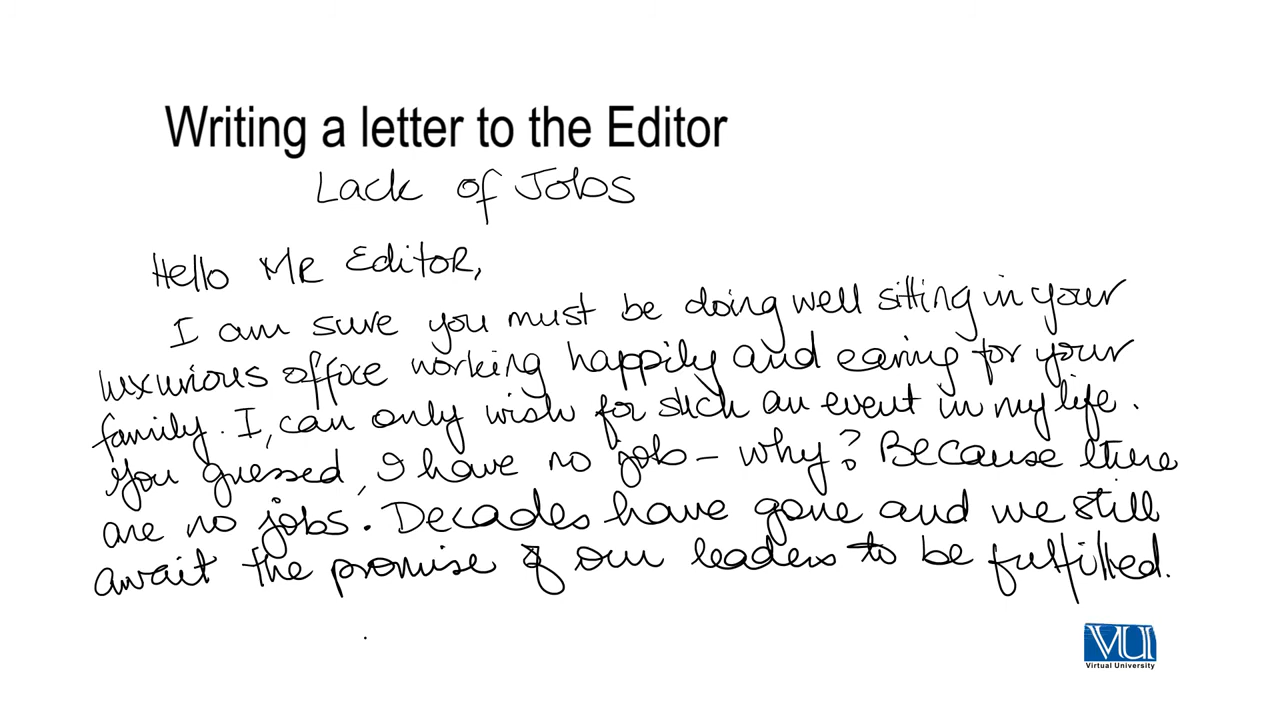 Writing a letter to the Editor
Lack of Jobs
Hello Mr Editor,
I am sure you must be doing well sitting in your
luxurious office working happily and earing for your
family. I, can only wish for such an event in my life.
You guessed, I have no job - why? Because there
are no jobs. Decades have gone and we still
await the promise of our leaders to be fulfilled.
VU
Virtual University